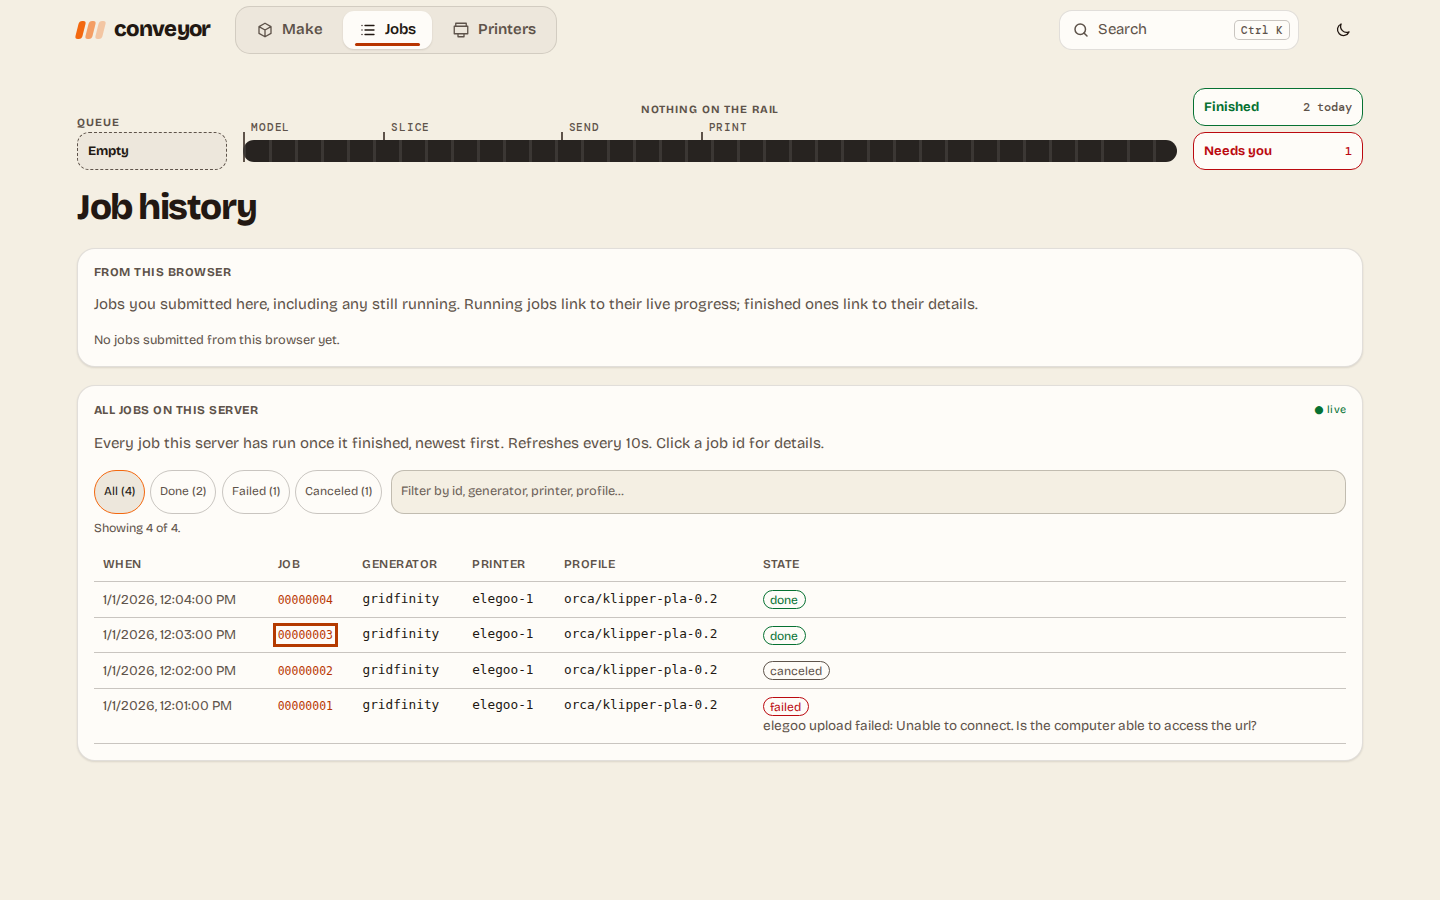 conveyor
Make
Jobs
Printers
Search
Ctrl K
QUEUE
Empty
NOTHING ON THE RAIL
MODEL
SLICE
SEND
PRINT
Finished 2 today
Needs you 1
Job history
FROM THIS BROWSER
Jobs you submitted here, including any still running. Running jobs link to their live progress; finished ones link to their details.
No jobs submitted from this browser yet.
ALL JOBS ON THIS SERVER
live
Every job this server has run once it finished, newest first. Refreshes every 10s. Click a job id for details.
All (4)
Done (2)
Failed (1)
Canceled (1)
Filter by id, generator, printer, profile...
Showing 4 of 4.
WHEN JOB GENERATOR PRINTER PROFILE STATE
1/1/2026, 12:04:00 PM 00000004 gridfinity elegoo-1 orca/klipper-pla-0.2 done
1/1/2026, 12:03:00 PM 00000003 gridfinity elegoo-1 orca/klipper-pla-0.2 done
1/1/2026, 12:02:00 PM 00000002 gridfinity elegoo-1 orca/klipper-pla-0.2 canceled
1/1/2026, 12:01:00 PM 00000001 gridfinity elegoo-1 orca/klipper-pla-0.2 failed
elegoo upload failed: Unable to connect. Is the computer able to access the url?